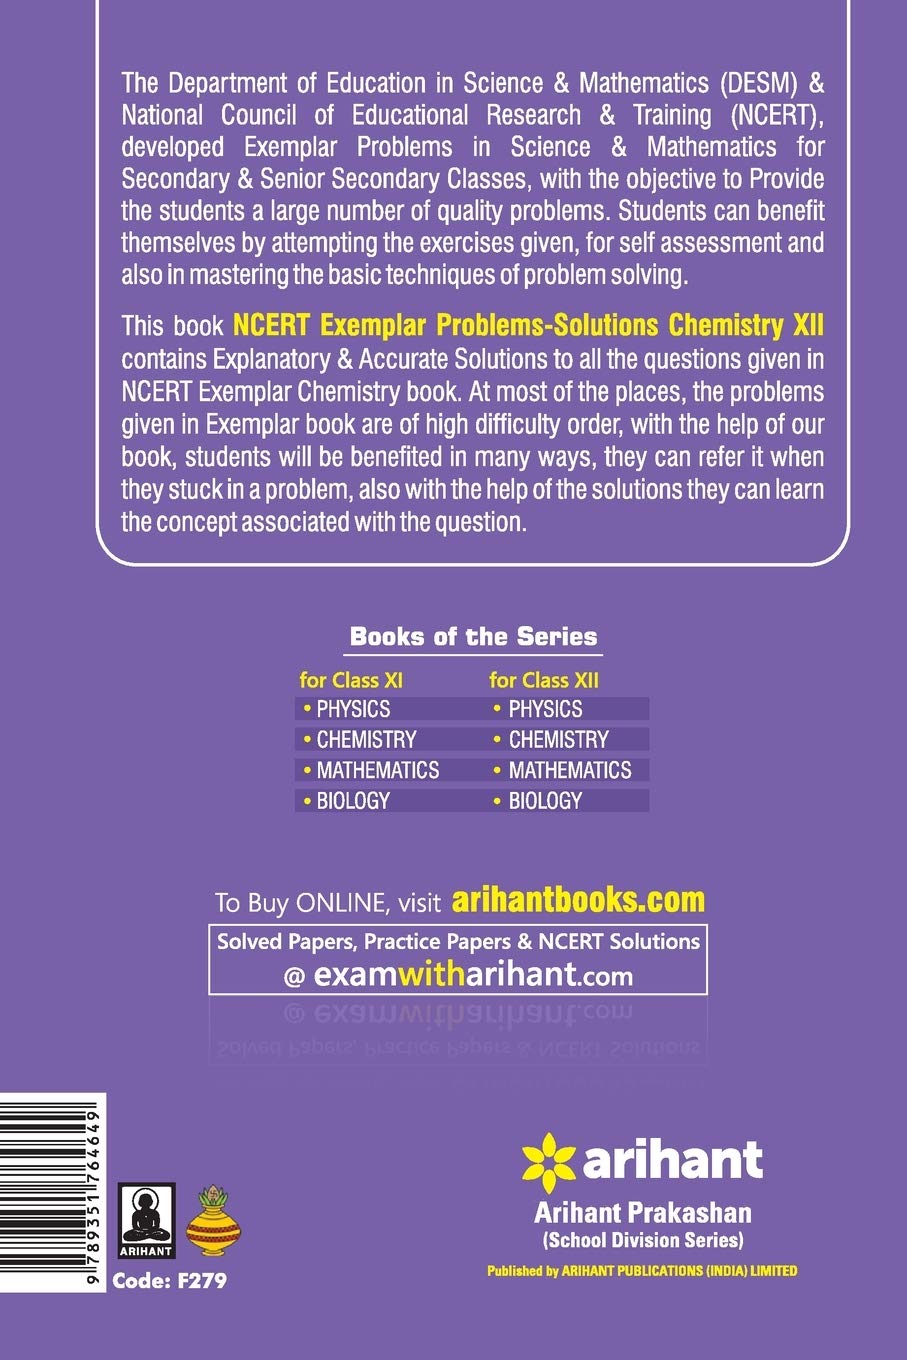 The Department of Education in Science & Mathematics (DESM) &
National Council of Educational Research & Training (NCERT),
developed Exemplar Problems in Science & Mathematics for
Secondary & Senior Secondary Classes, with the objective to Provide
the students a large number of quality problems. Students can benefit
themselves by attempting the exercises given, for self assessment and
also in mastering the basic techniques of problem solving.
This book NCERT Exemplar Problems-Solutions Chemistry XII
contains Explanatory & Accurate Solutions to all the questions given in
NCERT Exemplar Chemistry book. At most of the places, the problems
given in Exemplar book are of high difficulty order, with the help of our
book, students will be benefited in many ways, they can refer it when
they stuck in a problem, also with the help of the solutions they can learn
the concept associated with the question.
Books of the Series
for Class XI for Class XII
• PHYSICS • PHYSICS
• CHEMISTRY • CHEMISTRY
• MATHEMATICS • MATHEMATICS
• BIOLOGY • BIOLOGY
To Buy ONLINE, visit arihantbooks.com
Solved Papers, Practice Papers & NCERT Solutions
@ examwitharihant.com
@ examwitharihant.com
Solved Papers, Practice Papers & NCERT Solutions
9 789351 764649
ARIHANT
Code: F279
arihant
Arihant Prakashan
(School Division Series)
Published by ARIHANT PUBLICATIONS (INDIA) LIMITED